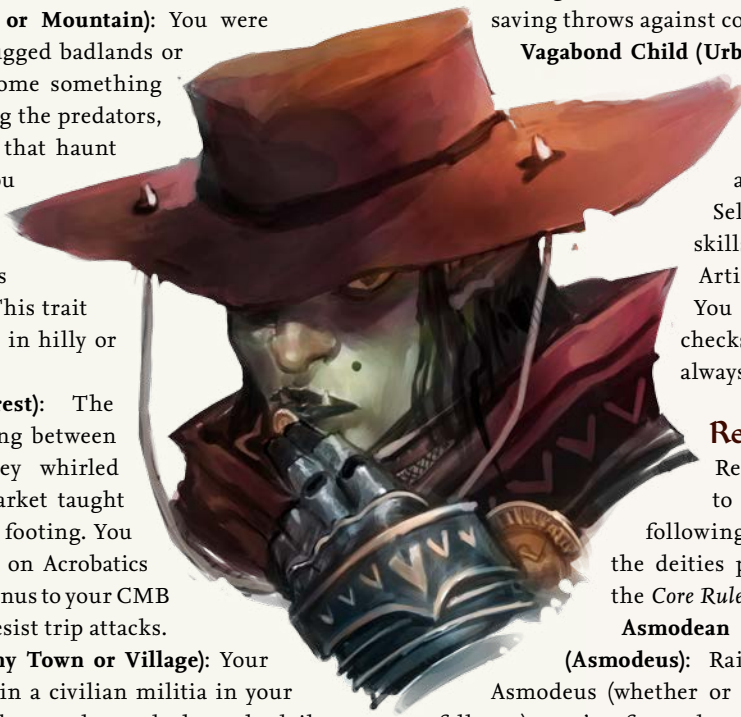 or Mountain): You were
ugged badlands or
ome something
g the predators,
that haunt
This trait
in hilly or
rest): The
ng between
ey whirled
arket taught
footing. You
on Acrobatics
nus to your CMB
esist trip attacks.
ny Town or Village): Your
in a civilian militia in your
saving throws against co
Vagabond Child (Urb
a
Sel
skill
Arti
You
checks
always
Re
Re
to
following
the deities p
the Core Rule
Asmodean
(Asmodeus): Rai
Asmodeus (whether or